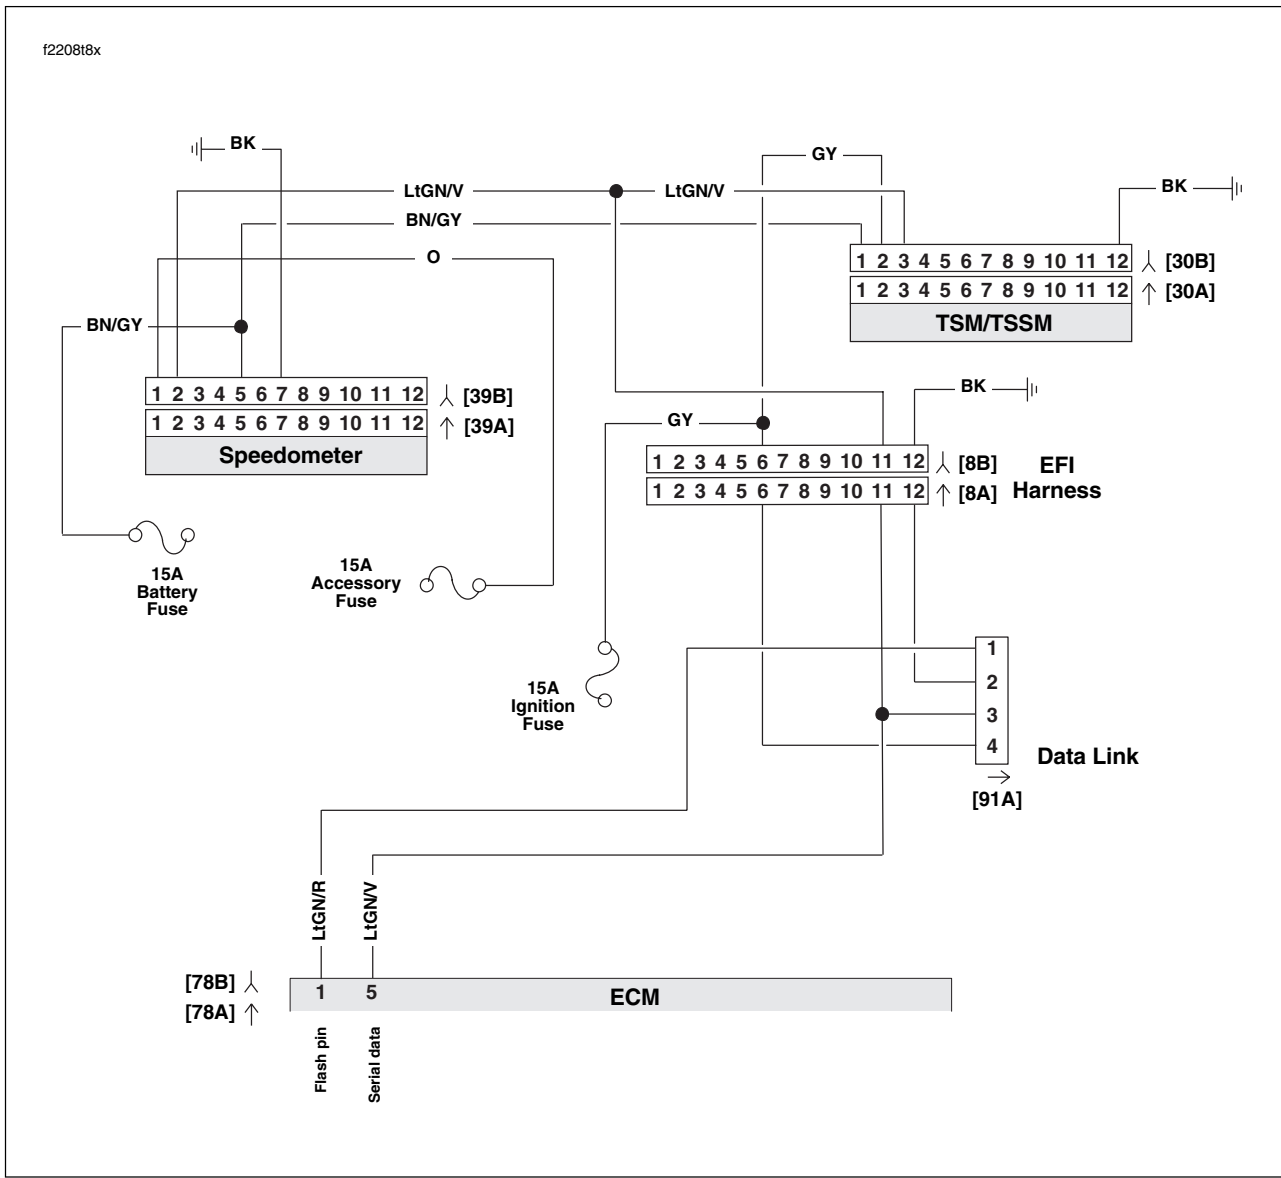 f2208t8x
BK
GY
LtGN/V
LtGN/V
BK
BN/GY
O
1 2 3 4 5 6 7 8 9 10 11 12 [30B]
1 2 3 4 5 6 7 8 9 10 11 12 [30A]
TSM/TSSM
BN/GY
1 2 3 4 5 6 7 8 9 10 11 12 [39B]
1 2 3 4 5 6 7 8 9 10 11 12 [39A]
Speedometer
BK
GY
1 2 3 4 5 6 7 8 9 10 11 12 [8B]
1 2 3 4 5 6 7 8 9 10 11 12 [8A]
EFI
Harness
15A
Battery
Fuse
15A
Accessory
Fuse
15A
Ignition
Fuse
1
2
3
4
Data Link
[91A]
LtGN/R
LtGN/V
[78B]
[78A]
1 5 ECM
Flash pin
Serial data